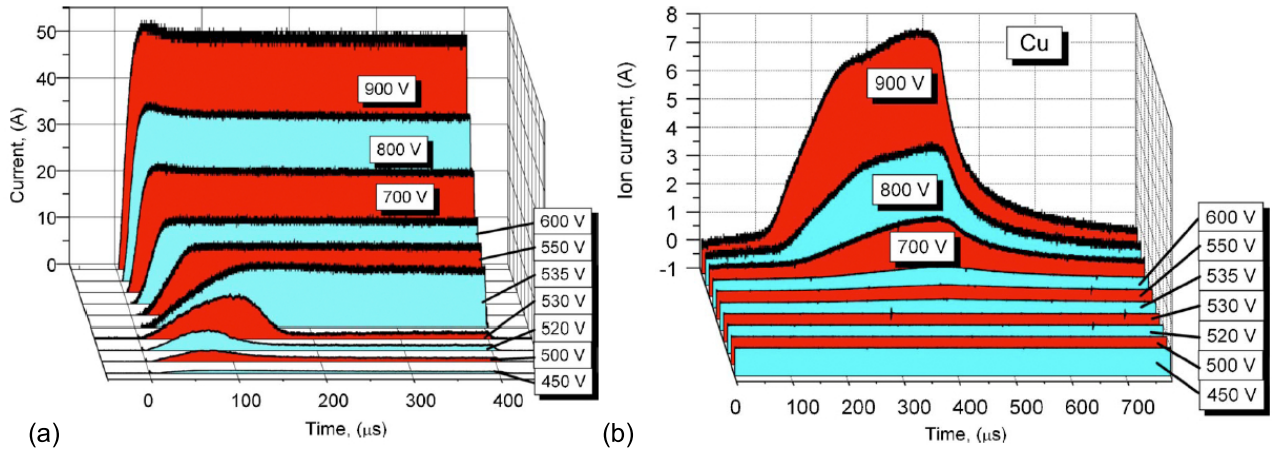 50
40
30
20
10
0
Current, (A)
900 V
800 V
700 V
600 V
550 V
535 V
530 V
520 V
500 V
450 V
0
100
200
300
400
Time, (μs)
(a)
8
7
6
5
4
3
2
1
0
-1
Ion current, (A)
Cu
900 V
800 V
700 V
600 V
550 V
535 V
530 V
520 V
500 V
450 V
0
100
200
300
400
500
600
700
Time, (μs)
(b)